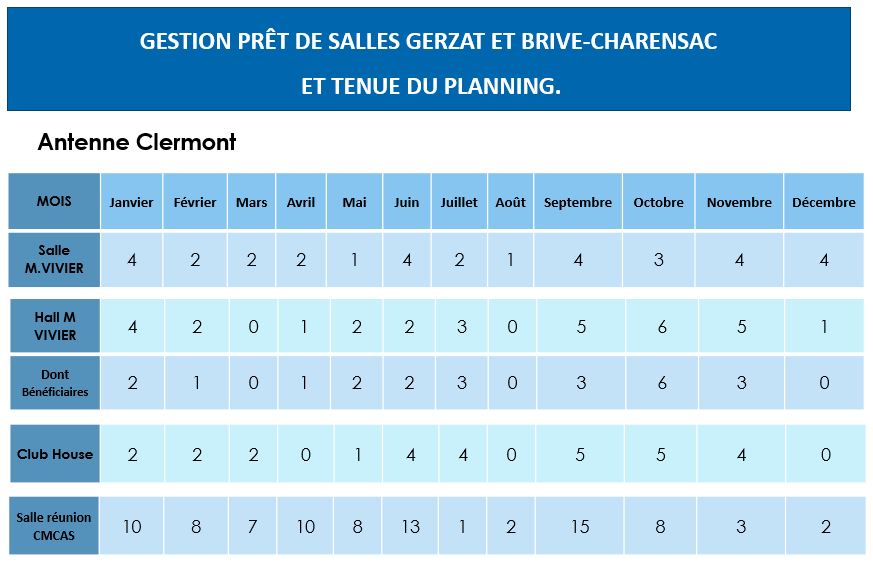 GESTION PRÊT DE SALLES GERZAT ET BRIVE-CHARENSAC
ET TENUE DU PLANNING.
Antenne Clermont
MOIS Janvier Février Mars Avril Mai Juin Juillet Août Septembre Octobre Novembre Décembre
Salle
M.VIVIER 4 2 2 2 1 4 2 1 4 3 4 4
Hall M
VIVIER 4 2 0 1 2 2 3 0 5 6 5 1
Dont
Bénéficiaires 2 1 0 1 2 2 3 0 3 6 3 0
Club House 2 2 2 0 1 4 4 0 5 5 4 0
Salle réunion
CMCAS 10 8 7 10 8 13 1 2 15 8 3 2